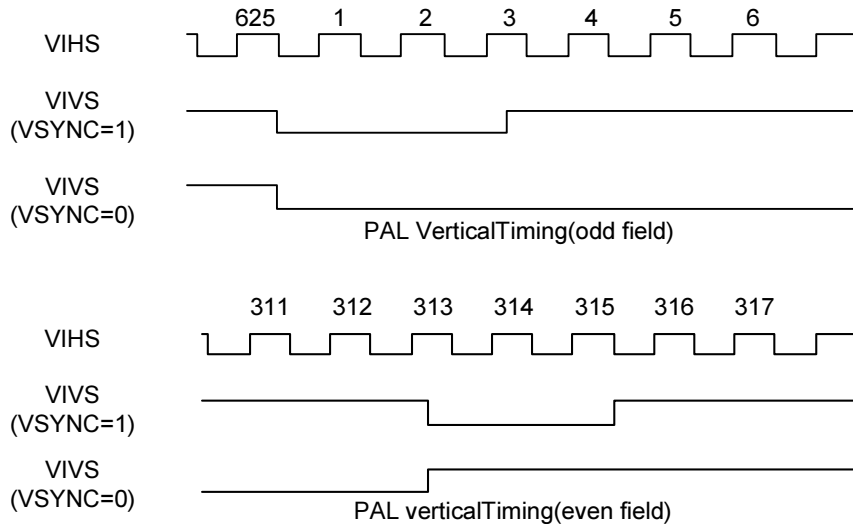 625 1 2 3 4 5 6
VIHS
VIVS
(VSYNC=1)
VIVS
(VSYNC=0)
PAL VerticalTiming(odd field)
311 312 313 314 315 316 317
VIHS
VIVS
(VSYNC=1)
VIVS
(VSYNC=0)
PAL verticalTiming(even field)